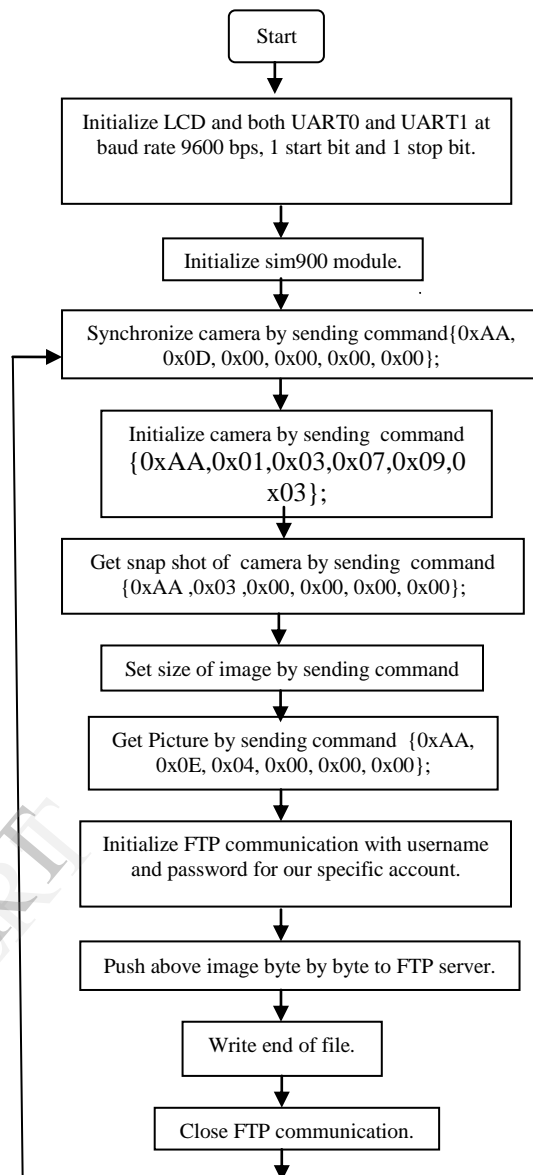 Start
Initialize LCD and both UART0 and UART1 at
baud rate 9600 bps, 1 start bit and 1 stop bit.
Initialize sim900 module.
Synchronize camera by sending command{0xAA,
0x0D, 0x00, 0x00, 0x00, 0x00};
Initialize camera by sending command
{0xAA,0x01,0x03,0x07,0x09,0
x03};
Get snap shot of camera by sending command
{0xAA ,0x03 ,0x00, 0x00, 0x00, 0x00};
Set size of image by sending command
Get Picture by sending command {0xAA,
0x0E, 0x04, 0x00, 0x00, 0x00};
Initialize FTP communication with username
and password for our specific account.
Push above image byte by byte to FTP server.
Write end of file.
Close FTP communication.